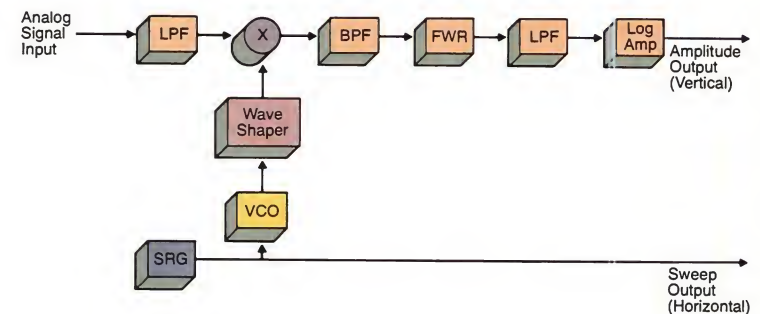 Analog
Signal
Input
LPF
X
BPF
FWR
LPF
Log
Amp
Amplitude
Output
(Vertical)
Wave
Shaper
VCO
SRG
Sweep
Output
(Horizontal)